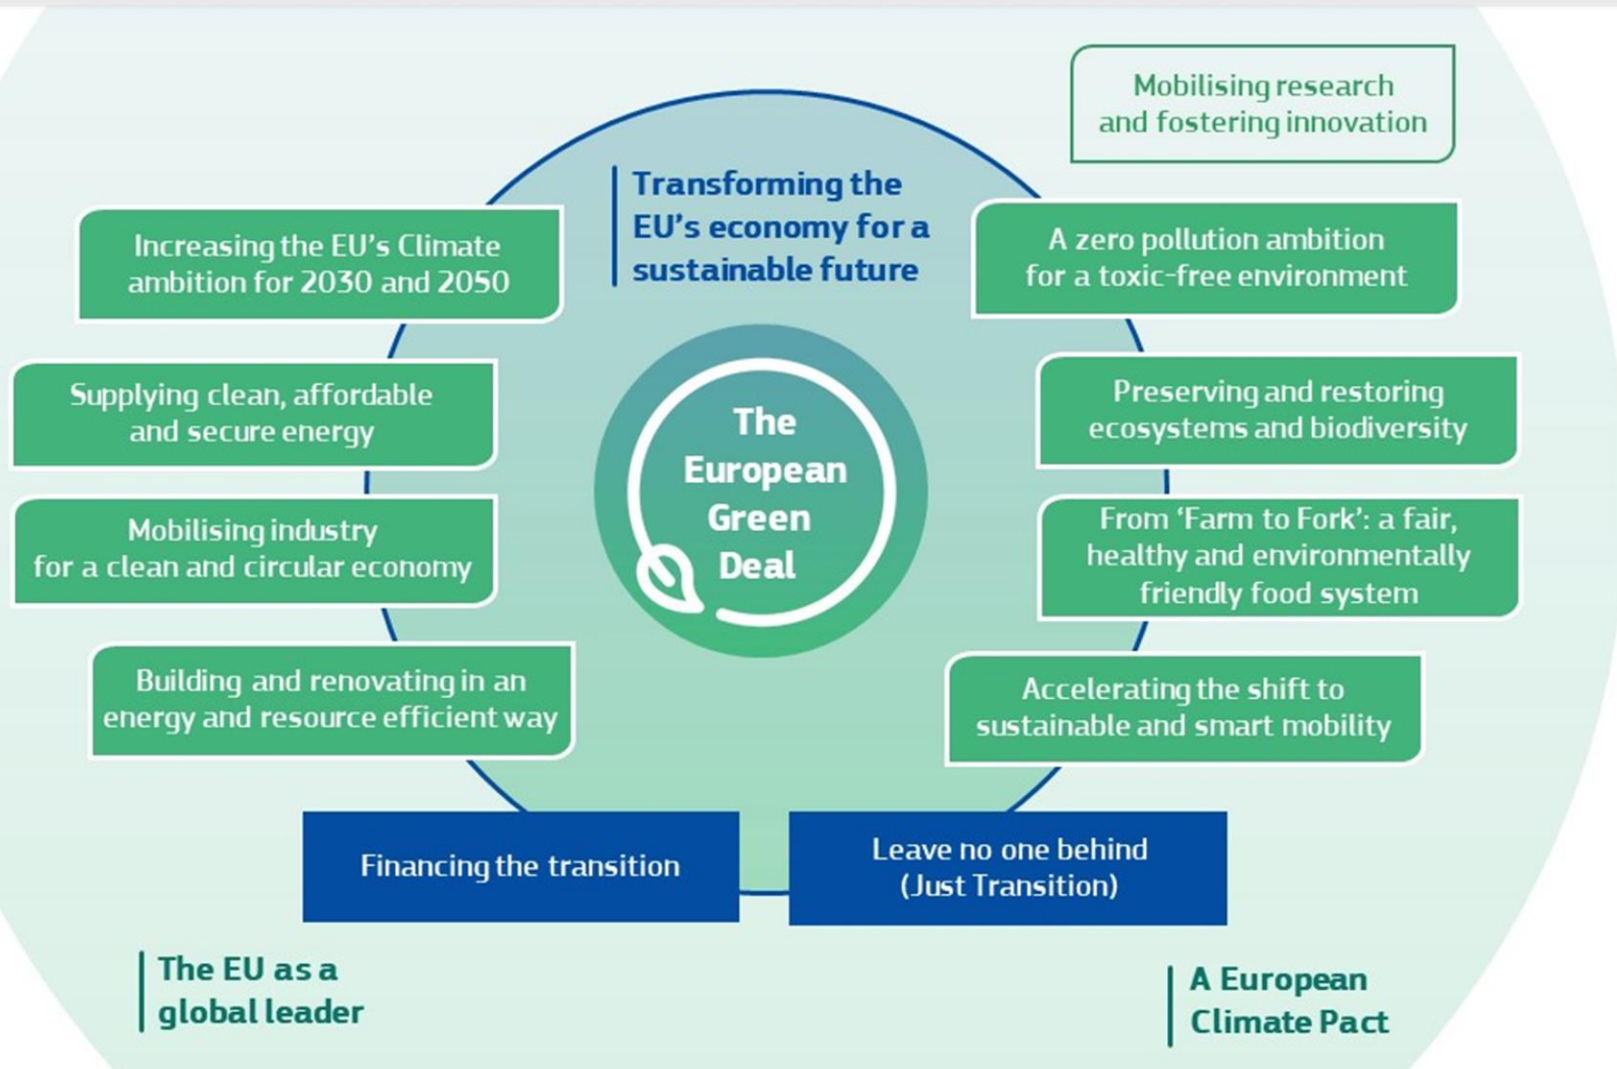 Mobilising research
and fostering innovation
Transforming the
EU's economy for a
sustainable future
Increasing the EU's Climate
ambition for 2030 and 2050
Supplying clean, affordable
and secure energy
Mobilising industry
for a clean and circular economy
Building and renovating in an
energy and resource efficient way
The
European
Green
Deal
A zero pollution ambition
for a toxic-free environment
Preserving and restoring
ecosystems and biodiversity
From ‘Farm to Fork’: a fair,
healthy and environmentally
friendly food system
Accelerating the shift to
sustainable and smart mobility
Financing the transition
Leave no one behind
(Just Transition)
The EU as a
global leader
A European
Climate Pact